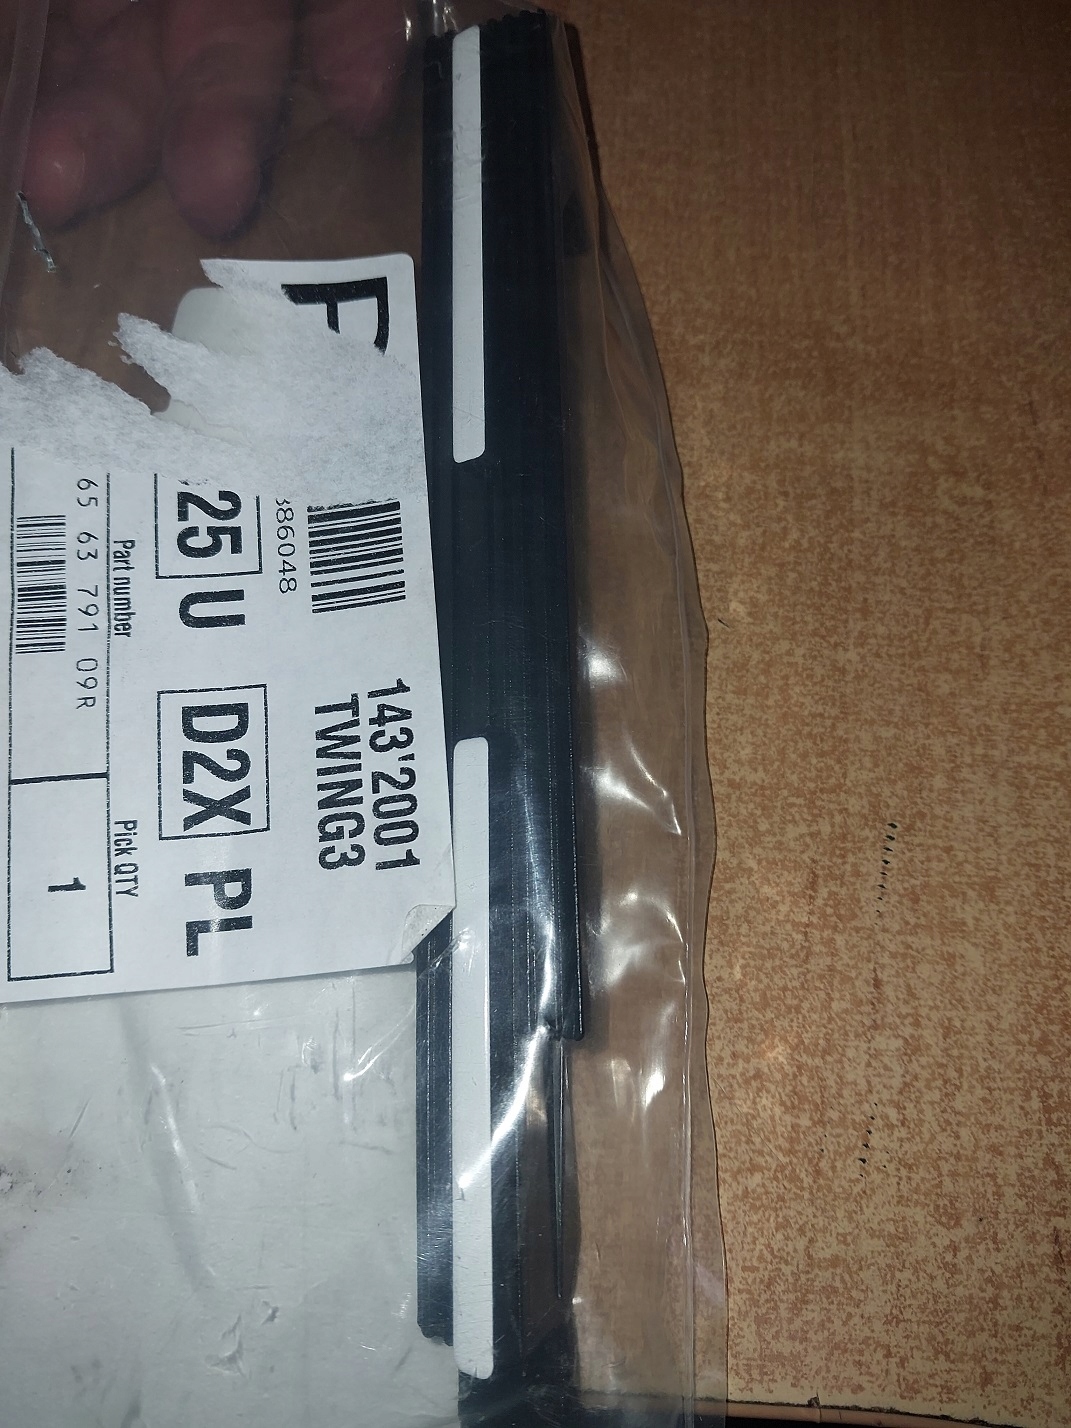 143'2001
TWING3
386048
25 U D2X PL
Part number
65 63 791 09R
Pick QTY
1